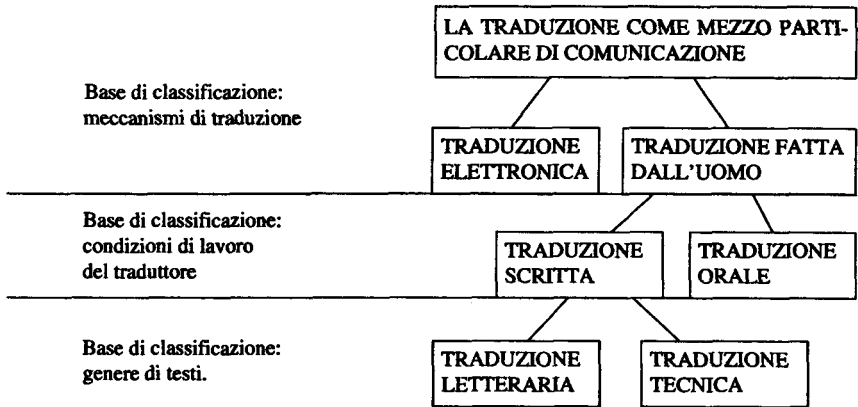 LA TRADUZIONE COME MEZZO PARTI-
COLARE DI COMUNICAZIONE
Base di classificazione:
meccanismi di traduzione
TRADUZIONE
ELETTRONICA
TRADUZIONE FATTA
DALL'UOMO
Base di classificazione:
condizioni di lavoro
del traduttore
TRADUZIONE
SCRITTA
TRADUZIONE
ORALE
Base di classificazione:
genere di testi.
TRADUZIONE
LETTERARIA
TRADUZIONE
TECNICA